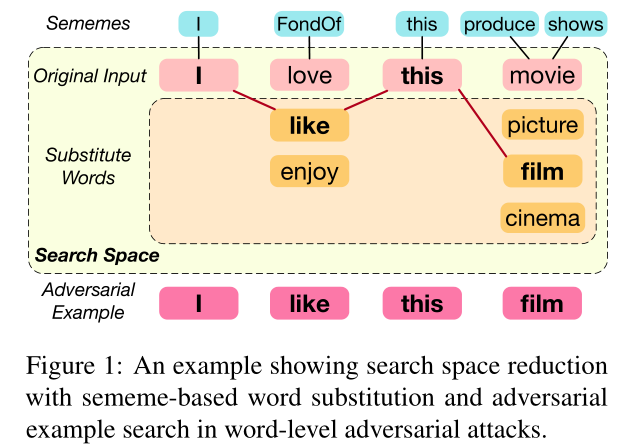 Sememes I FondOf this produce shows
Original Input I love this movie
like picture
Substitute Words enjoy film
cinema
Search Space
Adversarial Example I like this film
Figure 1: An example showing search space reduction
with sememe-based word substitution and adversarial
example search in word-level adversarial attacks.